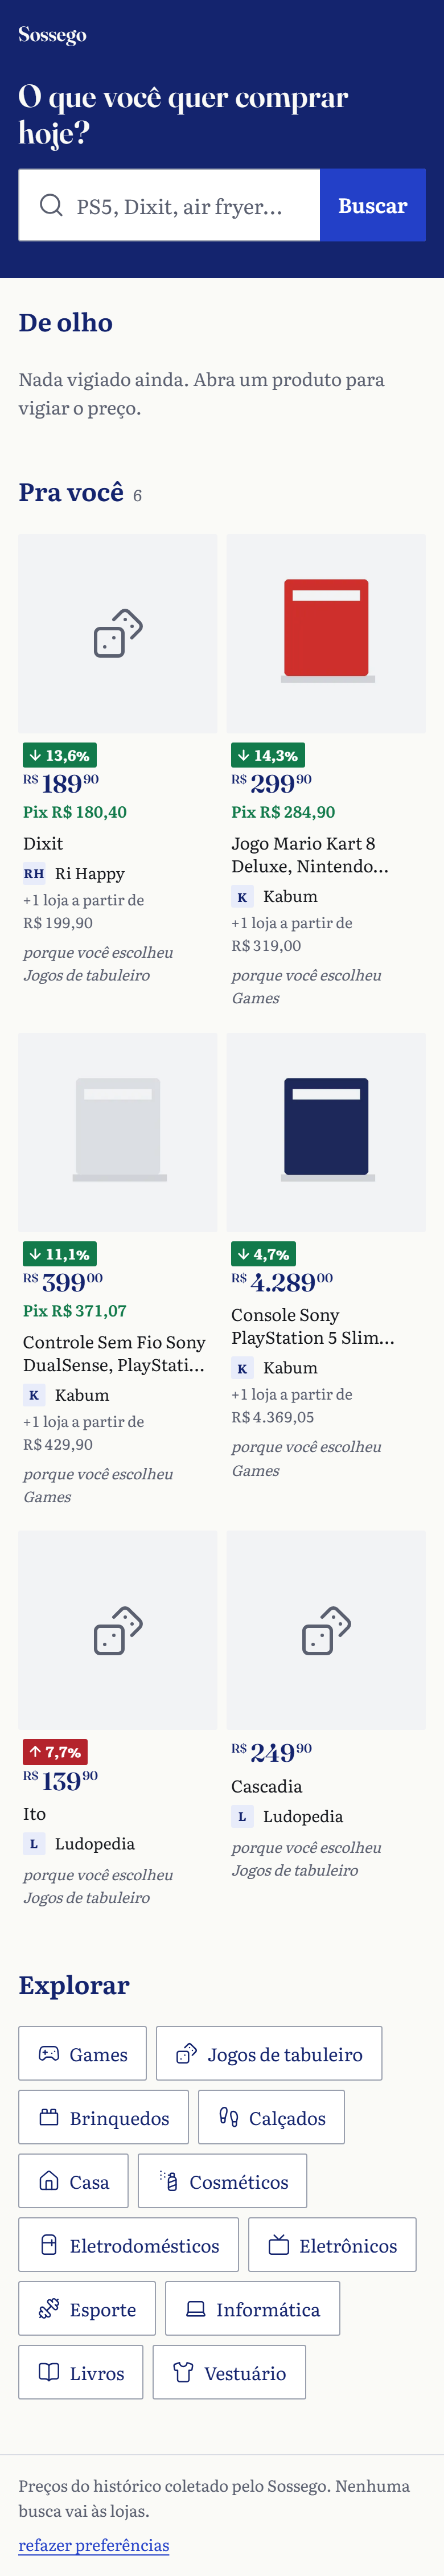 Sossego
O que você quer comprar
hoje?
PS5, Dixit, air fryer...
Buscar
De olho
Nada vigiado ainda. Abra um produto para
vigiar o preço.
Pra você 6
↓ 13,6%
R$ 189 90
Pix R$ 180,40
Dixit
RH Ri Happy
+1 loja a partir de
R$ 199,90
porque você escolheu
Jogos de tabuleiro
↓ 14,3%
R$ 299 90
Pix R$ 284,90
Jogo Mario Kart 8
Deluxe, Nintendo...
K Kabum
+1 loja a partir de
R$ 319,00
porque você escolheu
Games
↓ 11,1%
R$ 399 00
Pix R$ 371,07
Controle Sem Fio Sony
DualSense, PlayStati...
K Kabum
+1 loja a partir de
R$ 429,90
porque você escolheu
Games
↓ 4,7%
R$ 4.289 00
Console Sony
PlayStation 5 Slim...
K Kabum
+1 loja a partir de
R$ 4.369,05
porque você escolheu
Games
↑ 7,7%
R$ 139 90
Ito
L Ludopedia
porque você escolheu
Jogos de tabuleiro
R$ 249 90
Cascadia
L Ludopedia
porque você escolheu
Jogos de tabuleiro
Explorar
Games
Jogos de tabuleiro
Brinquedos
Calçados
Casa
Cosméticos
Eletrodomésticos
Eletrônicos
Esporte
Informática
Livros
Vestuário
Preços do histórico coletado pelo Sossego. Nenhuma
busca vai às lojas.
refazer preferências